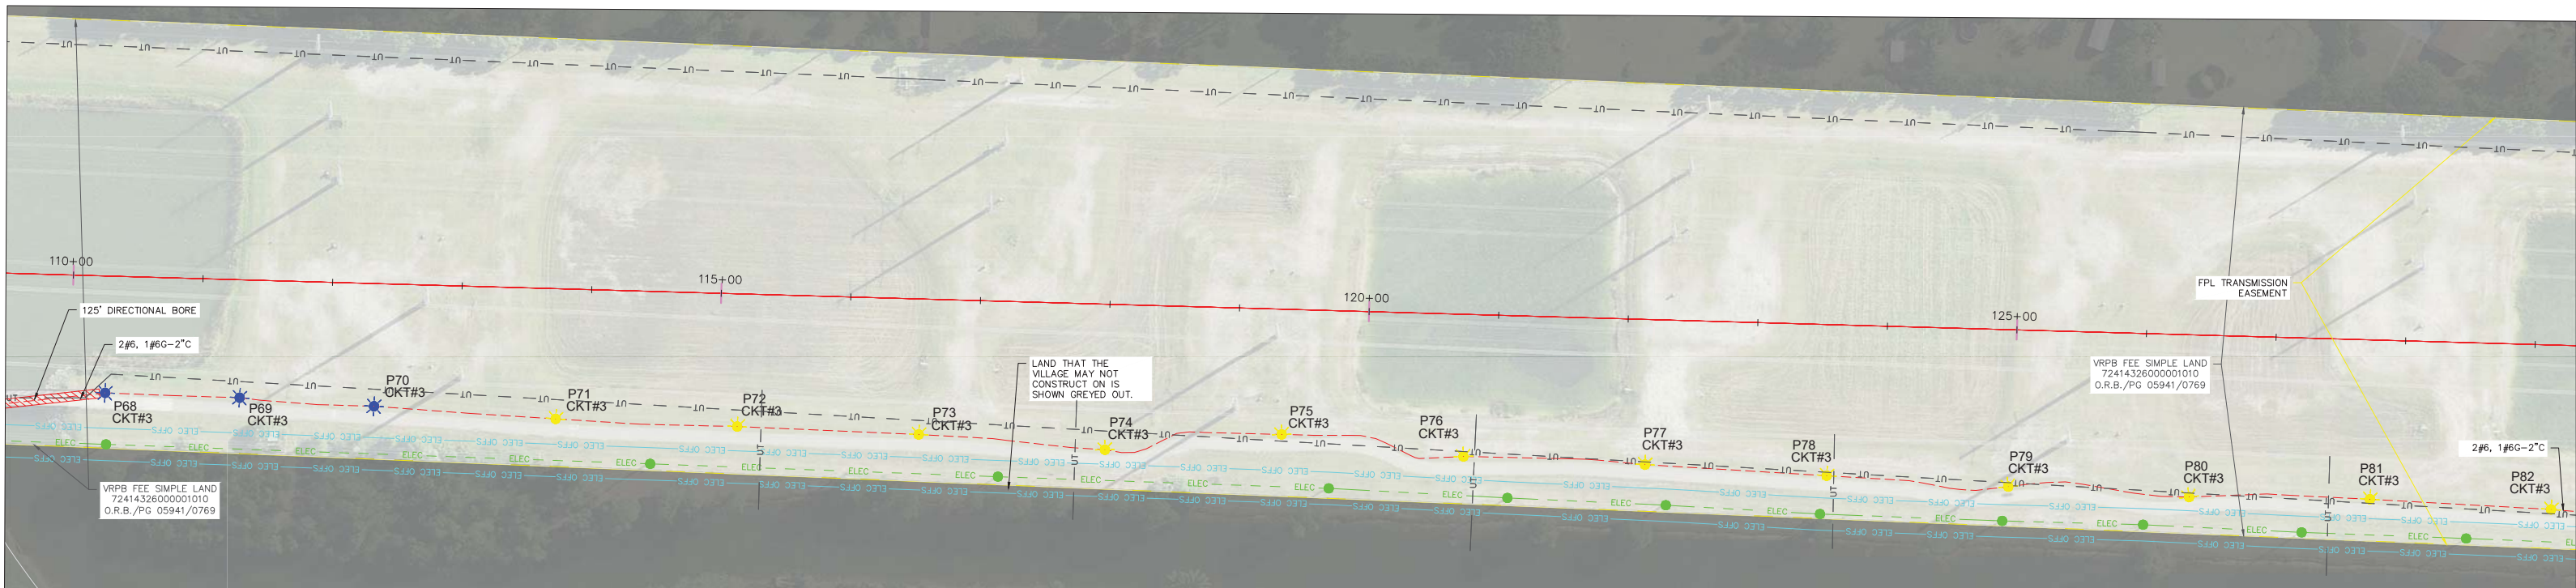 110+00
115+00
120+00
125+00
125' DIRECTIONAL BORE
2#6, 1#6G-2"C
P68
CKT#3
P69
CKT#3
P70
CKT#3
P71
CKT#3
P72
CKT#3
P73
CKT#3
LAND THAT THE
VILLAGE MAY NOT
CONSTRUCT ON IS
SHOWN GREYED OUT.
P74
CKT#3
P75
CKT#3
P76
CKT#3
P77
CKT#3
P78
CKT#3
P79
CKT#3
P80
CKT#3
P81
CKT#3
P82
CKT#3
FPL TRANSMISSION
EASEMENT
VRPB FEE SIMPLE LAND
72414326000001010
O.R.B./PG 05941/0769
2#6, 1#6G-2"C
VRPB FEE SIMPLE LAND
72414326000001010
O.R.B./PG 05941/0769
UT
ELEC
ELEC OFFS